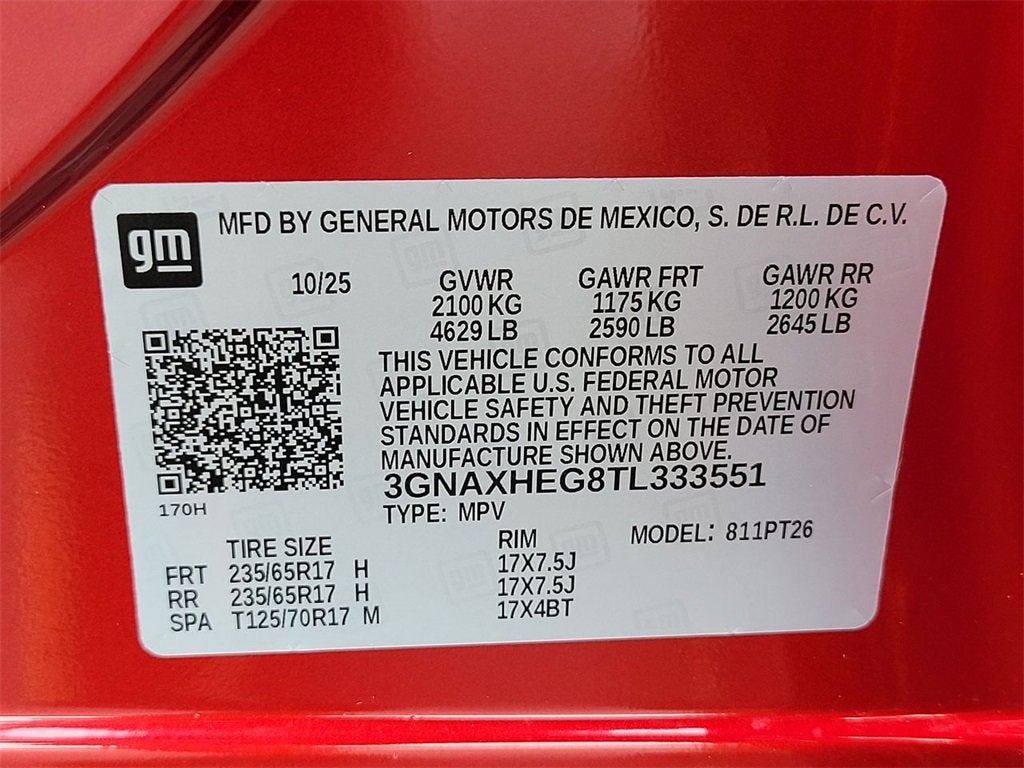 gm
MFD BY GENERAL MOTORS DE MEXICO, S. DE R.L. DE C.V.
10/25 GVWR GAWR FRT GAWR RR
2100 KG 1175 KG 1200 KG
4629 LB 2590 LB 2645 LB
THIS VEHICLE CONFORMS TO ALL
APPLICABLE U.S. FEDERAL MOTOR
VEHICLE SAFETY AND THEFT PREVENTION
STANDARDS IN EFFECT ON THE DATE OF
MANUFACTURE SHOWN ABOVE.
3GNAXHEG8TL333551
170H
TYPE: MPV
TIRE SIZE RIM MODEL: 811PT26
FRT 235/65R17 H 17X7.5J
RR 235/65R17 H 17X7.5J
SPA T125/70R17 M 17X4BT